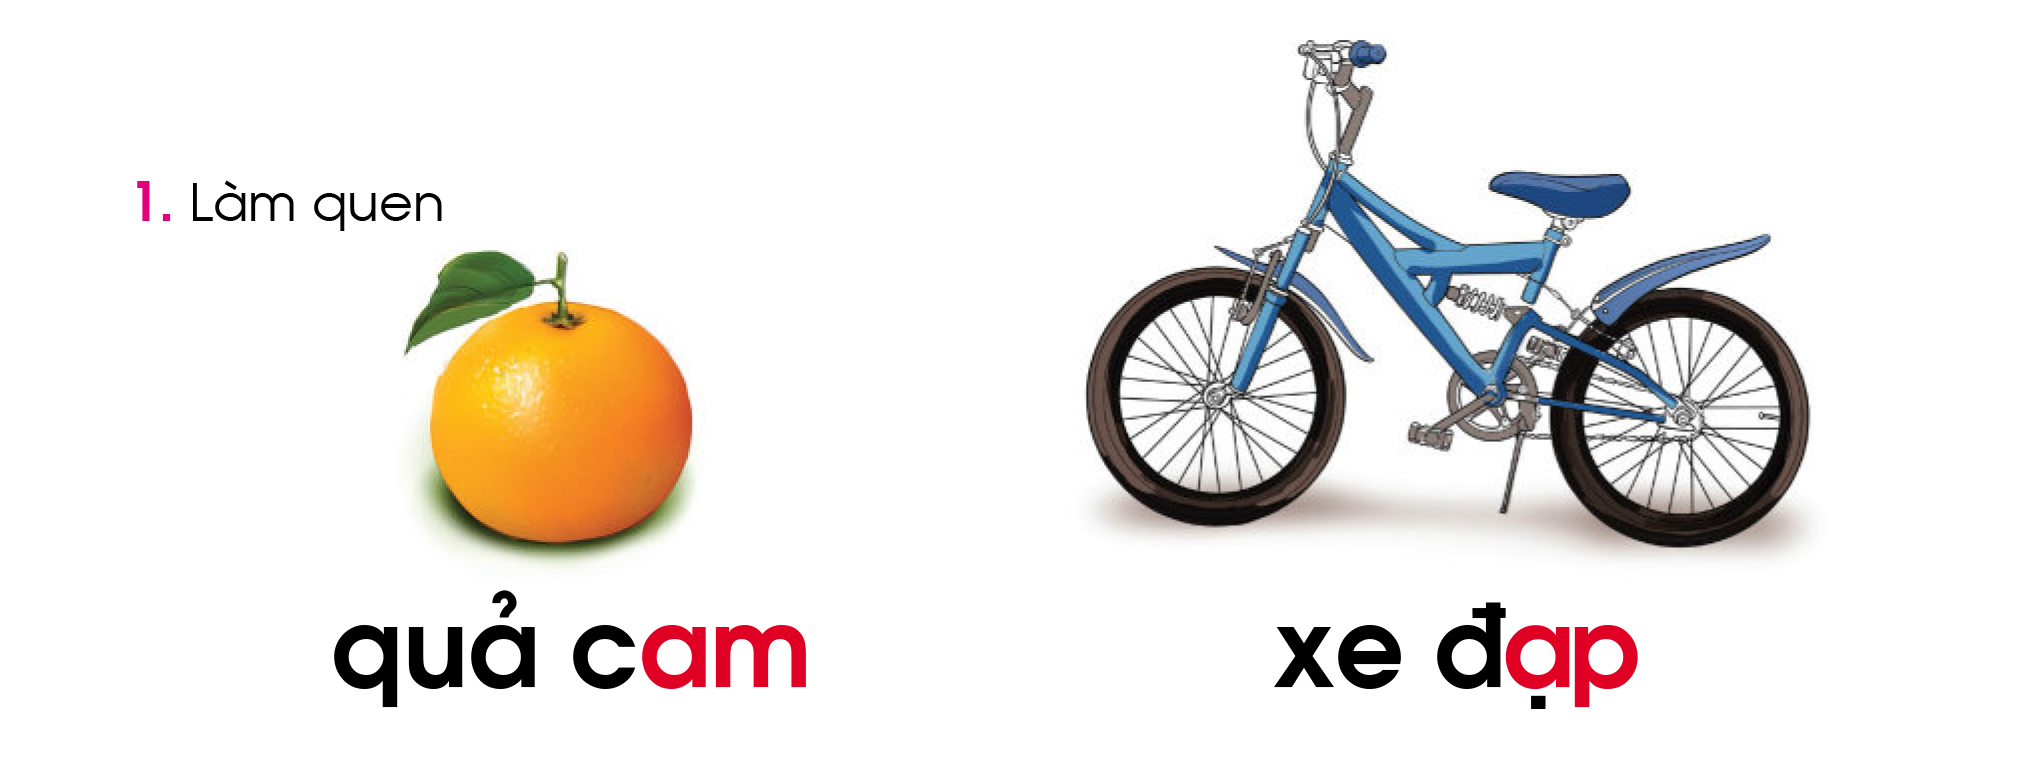 1. Làm quen
quả cam
xe đạp